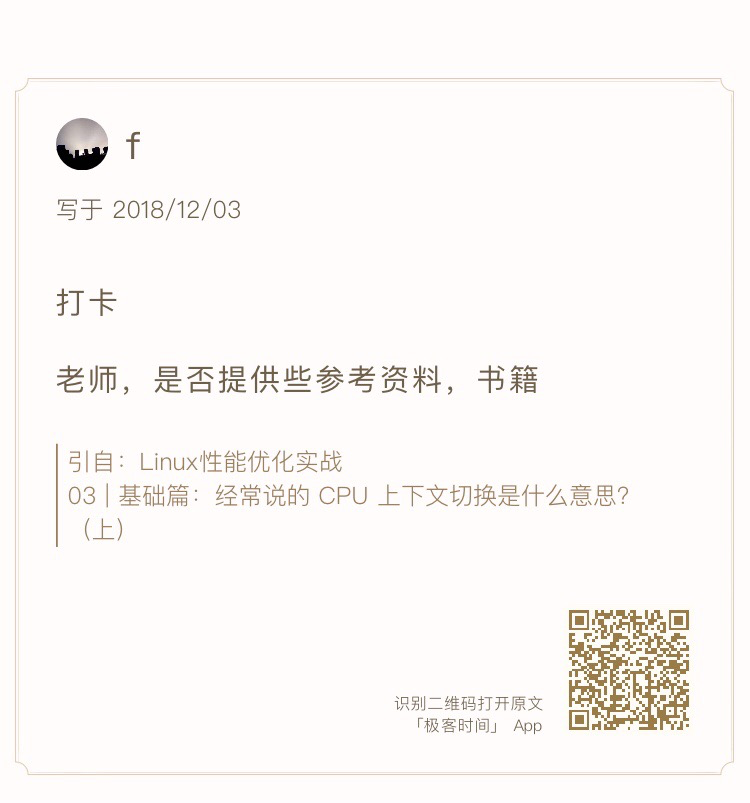 f
写于 2018/12/03
打卡
老师，是否提供些参考资料，书籍
引自：Linux性能优化实战
03 | 基础篇：经常说的 CPU 上下文切换是什么意思？
（上）
识别二维码打开原文
「极客时间」 App